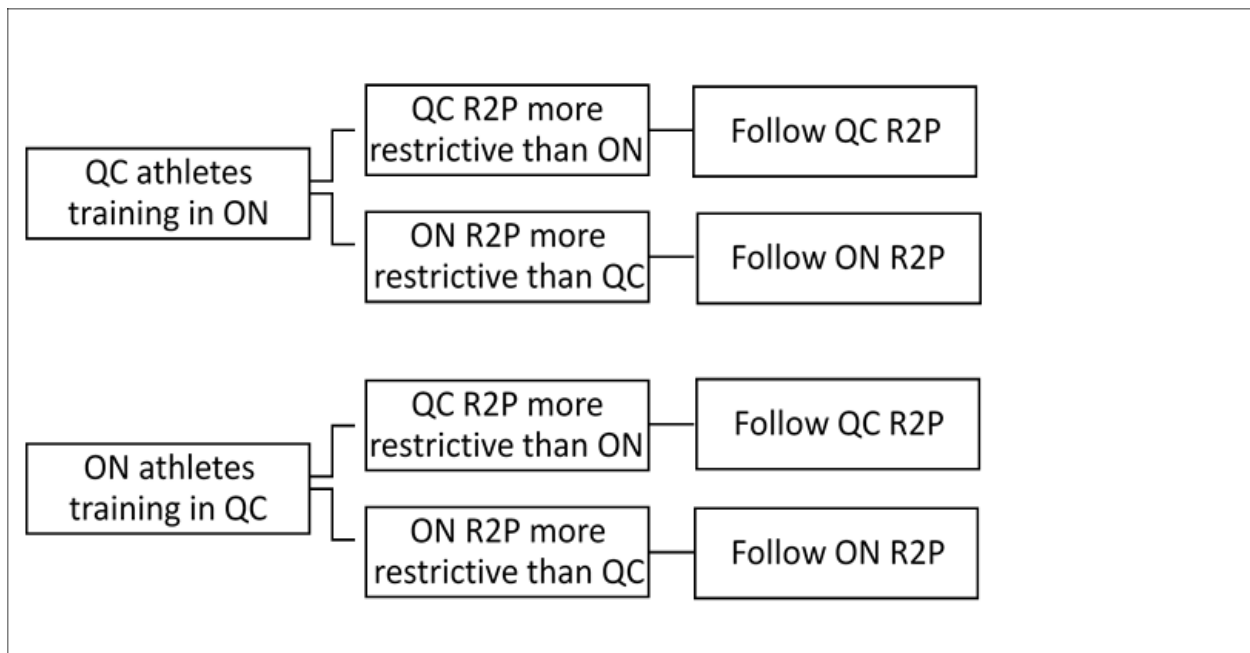 QC athletes
training in ON
QC R2P more
restrictive than ON
Follow QC R2P
ON R2P more
restrictive than QC
Follow ON R2P
ON athletes
training in QC
QC R2P more
restrictive than ON
Follow QC R2P
ON R2P more
restrictive than QC
Follow ON R2P